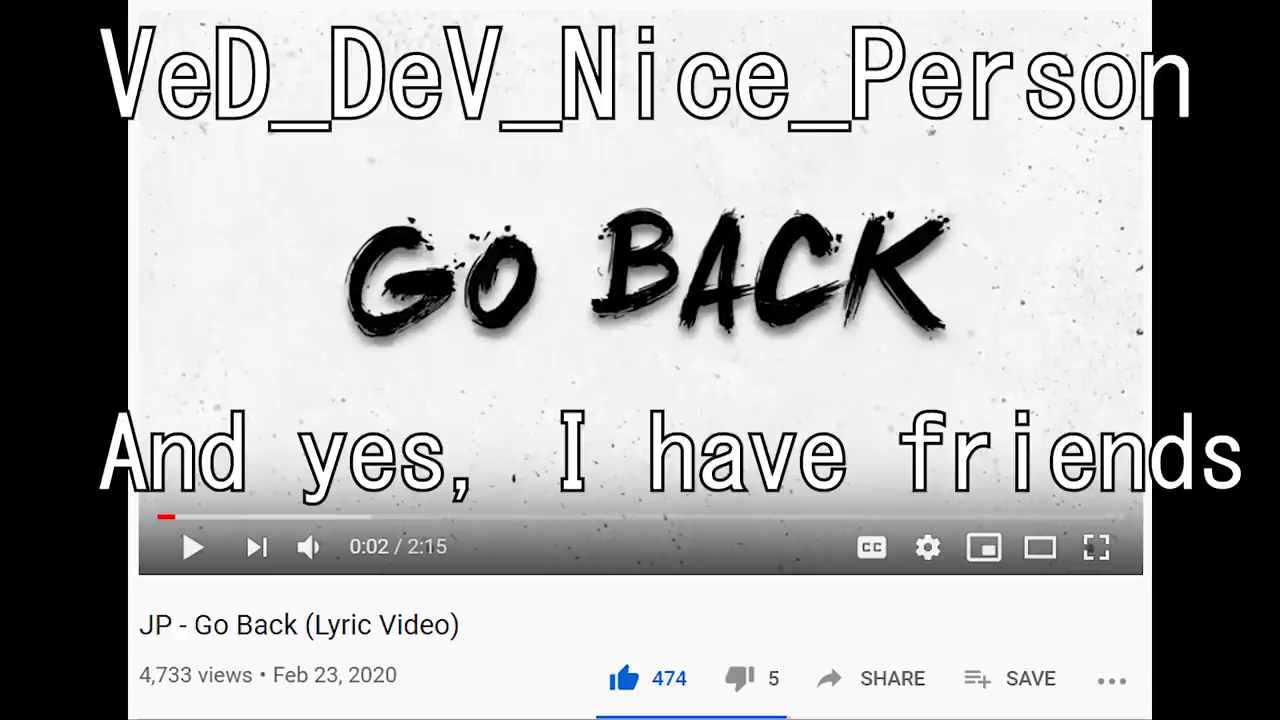 VeD_DeV_Nice_Person
GO BACK
And yes, I have friends
0:02 / 2:15
CC
JP - Go Back (Lyric Video)
4,733 views • Feb 23, 2020
474 5 SHARE SAVE